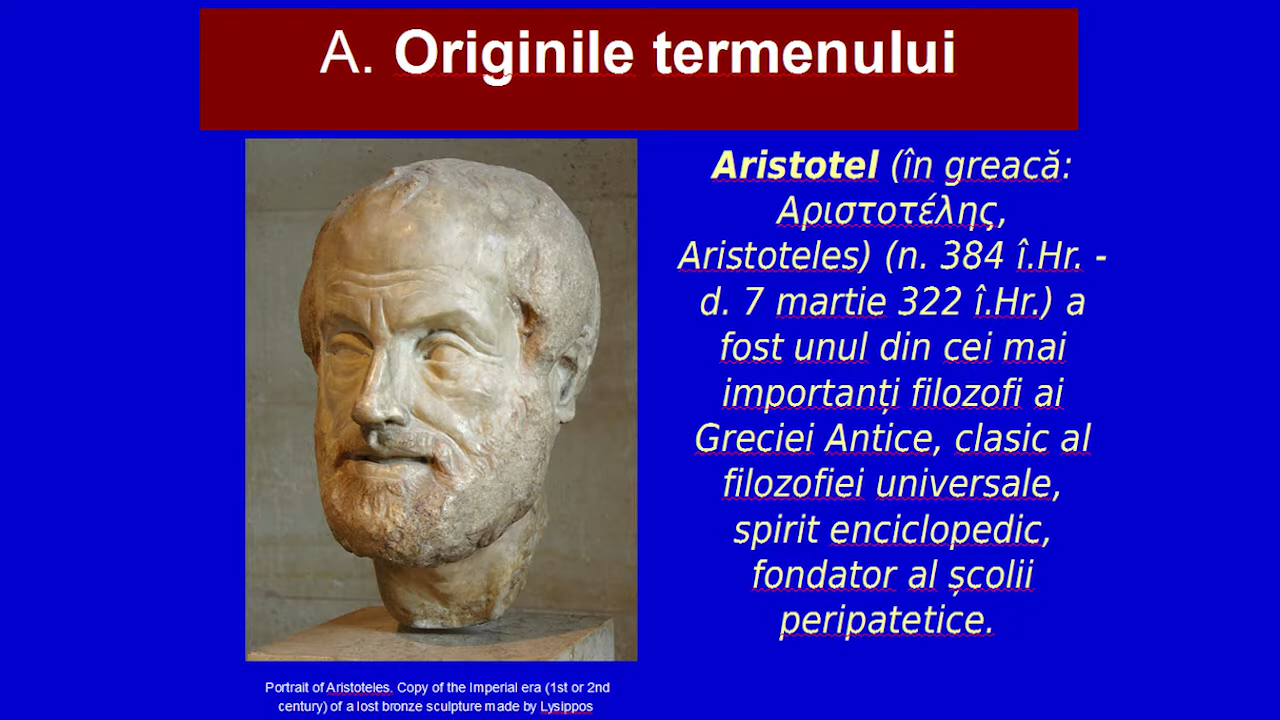 A. Originile termenului
Aristotel (în greacă:
Αριστοτέλης,
Aristoteles) (n. 384 î.Hr. -
d. 7 martie 322 î.Hr.) a
fost unul din cei mai
importanți filozofi ai
Greciei Antice, clasic al
filozofiei universale,
spirit enciclopedic,
fondator al școlii
peripatetice.
Portrait of Aristoteles. Copy of the Imperial era (1st or 2nd
century) of a lost bronze sculpture made by Lysippos